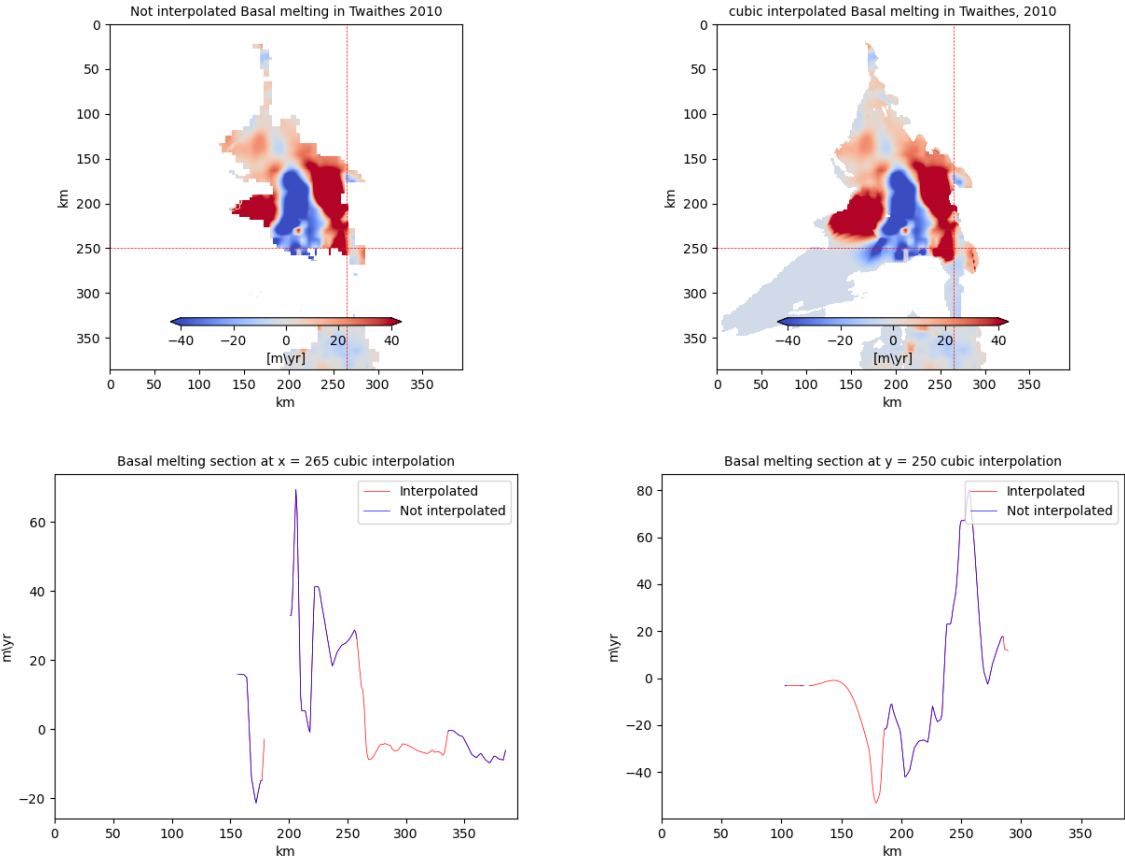 Not interpolated Basal melting in Twaithes 2010
0
50
100
150
200
250
300
350
km
−40 −20 0 20 40
[m\yr]
0 50 100 150 200 250 300 350
km
cubic interpolated Basal melting in Twaithes, 2010
0
50
100
150
200
250
300
350
km
−40 −20 0 20 40
[m\yr]
0 50 100 150 200 250 300 350
km
Basal melting section at x = 265 cubic interpolation
Interpolated
Not interpolated
60
40
20
0
−20
m\yr
0 50 100 150 200 250 300 350
km
Basal melting section at y = 250 cubic interpolation
Interpolated
Not interpolated
80
60
40
20
0
−20
−40
m\yr
0 50 100 150 200 250 300 350
km